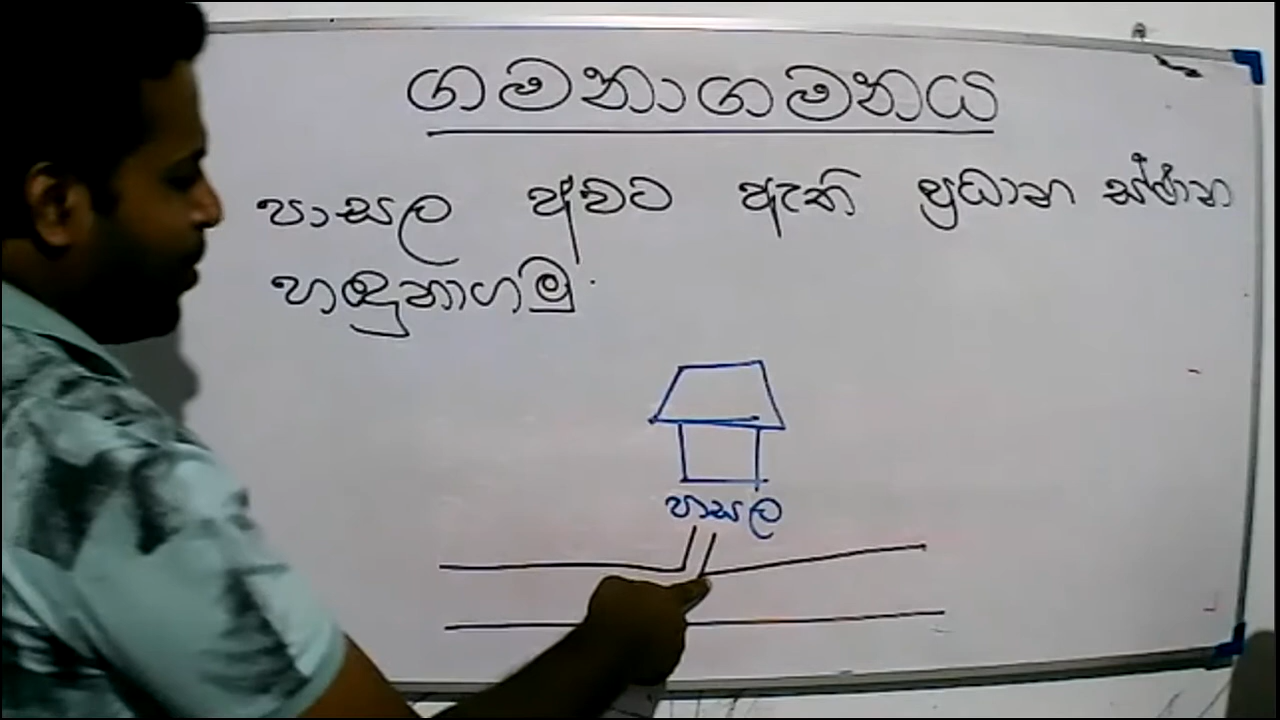 ගමනාගමනය
පාසල අවට ඇති ප්‍රධාන ස්ථාන
හඳුනාගමු.
පාසල